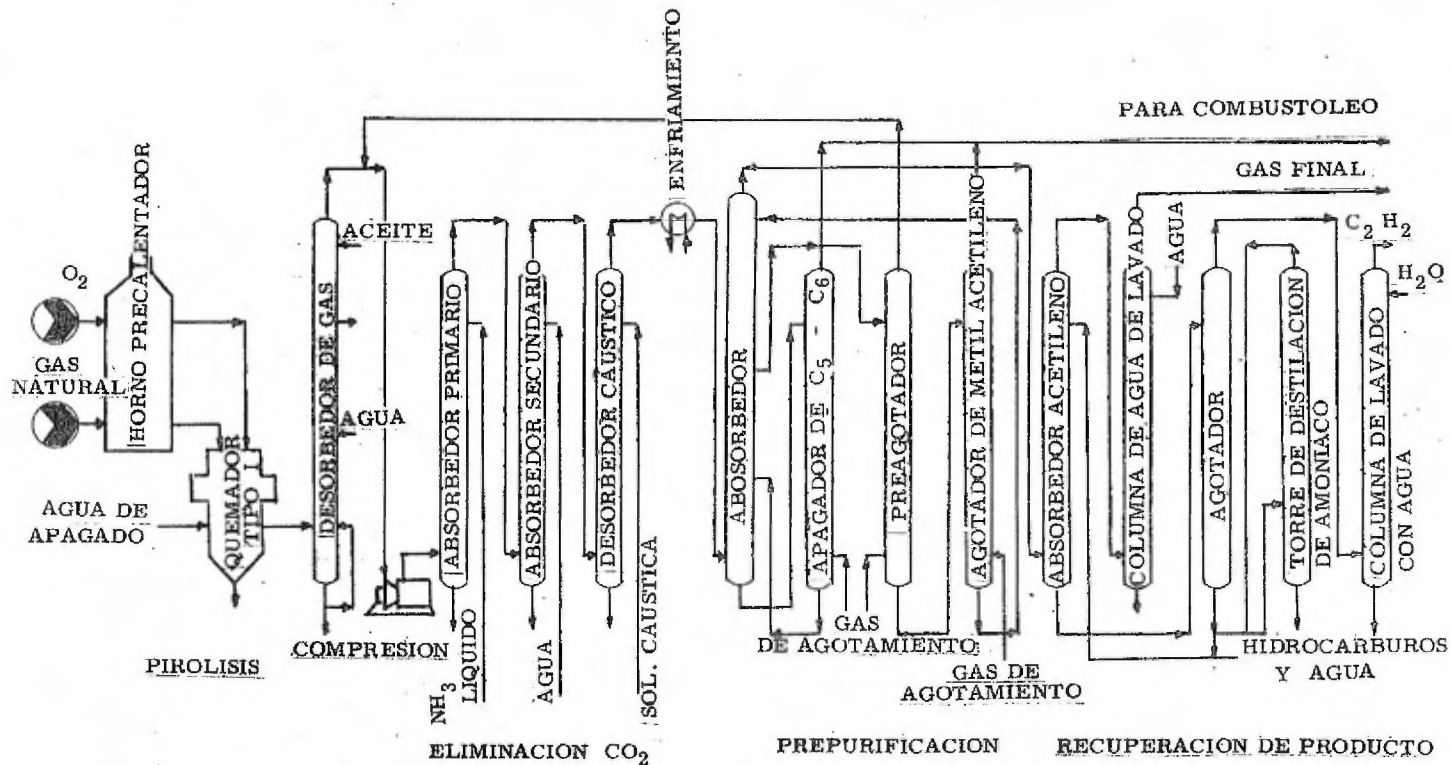 O2
GAS
NATURAL
HORNO PRECALENTADOR
AGUA DE
APAGADO
QUEMADOR
TIPO I
PIROLISIS
DESORBEDOR DE GAS
ACEITE
AGUA
COMPRESION
ABSORBEDOR PRIMARIO
NH3
LIQUIDO
ABSORBEDOR SECUNDARIO
AGUA
DESORBEDOR CAUSTICO
SOL. CAUSTICA
ELIMINACION CO2
ENFRIAMIENTO
ABOSORBEDOR
APAGADOR DE C5 - C6
PREAGOTADOR
GAS
DE AGOTAMIENTO
AGOTADOR DE METIL ACETILENO
GAS DE
AGOTAMIENTO
PREPURIFICACION
PARA COMBUSTOLEO
GAS FINAL
ABSORBEDOR ACETILENO
COLUMNA DE AGUA DE LAVADO
AGUA
AGOTADOR
TORRE DE DESTILACION
DE AMONIACO
C2 H2
H2O
COLUMNA DE LAVADO
CON AGUA
HIDROCARBUROS
Y AGUA
RECUPERACION DE PRODUCTO